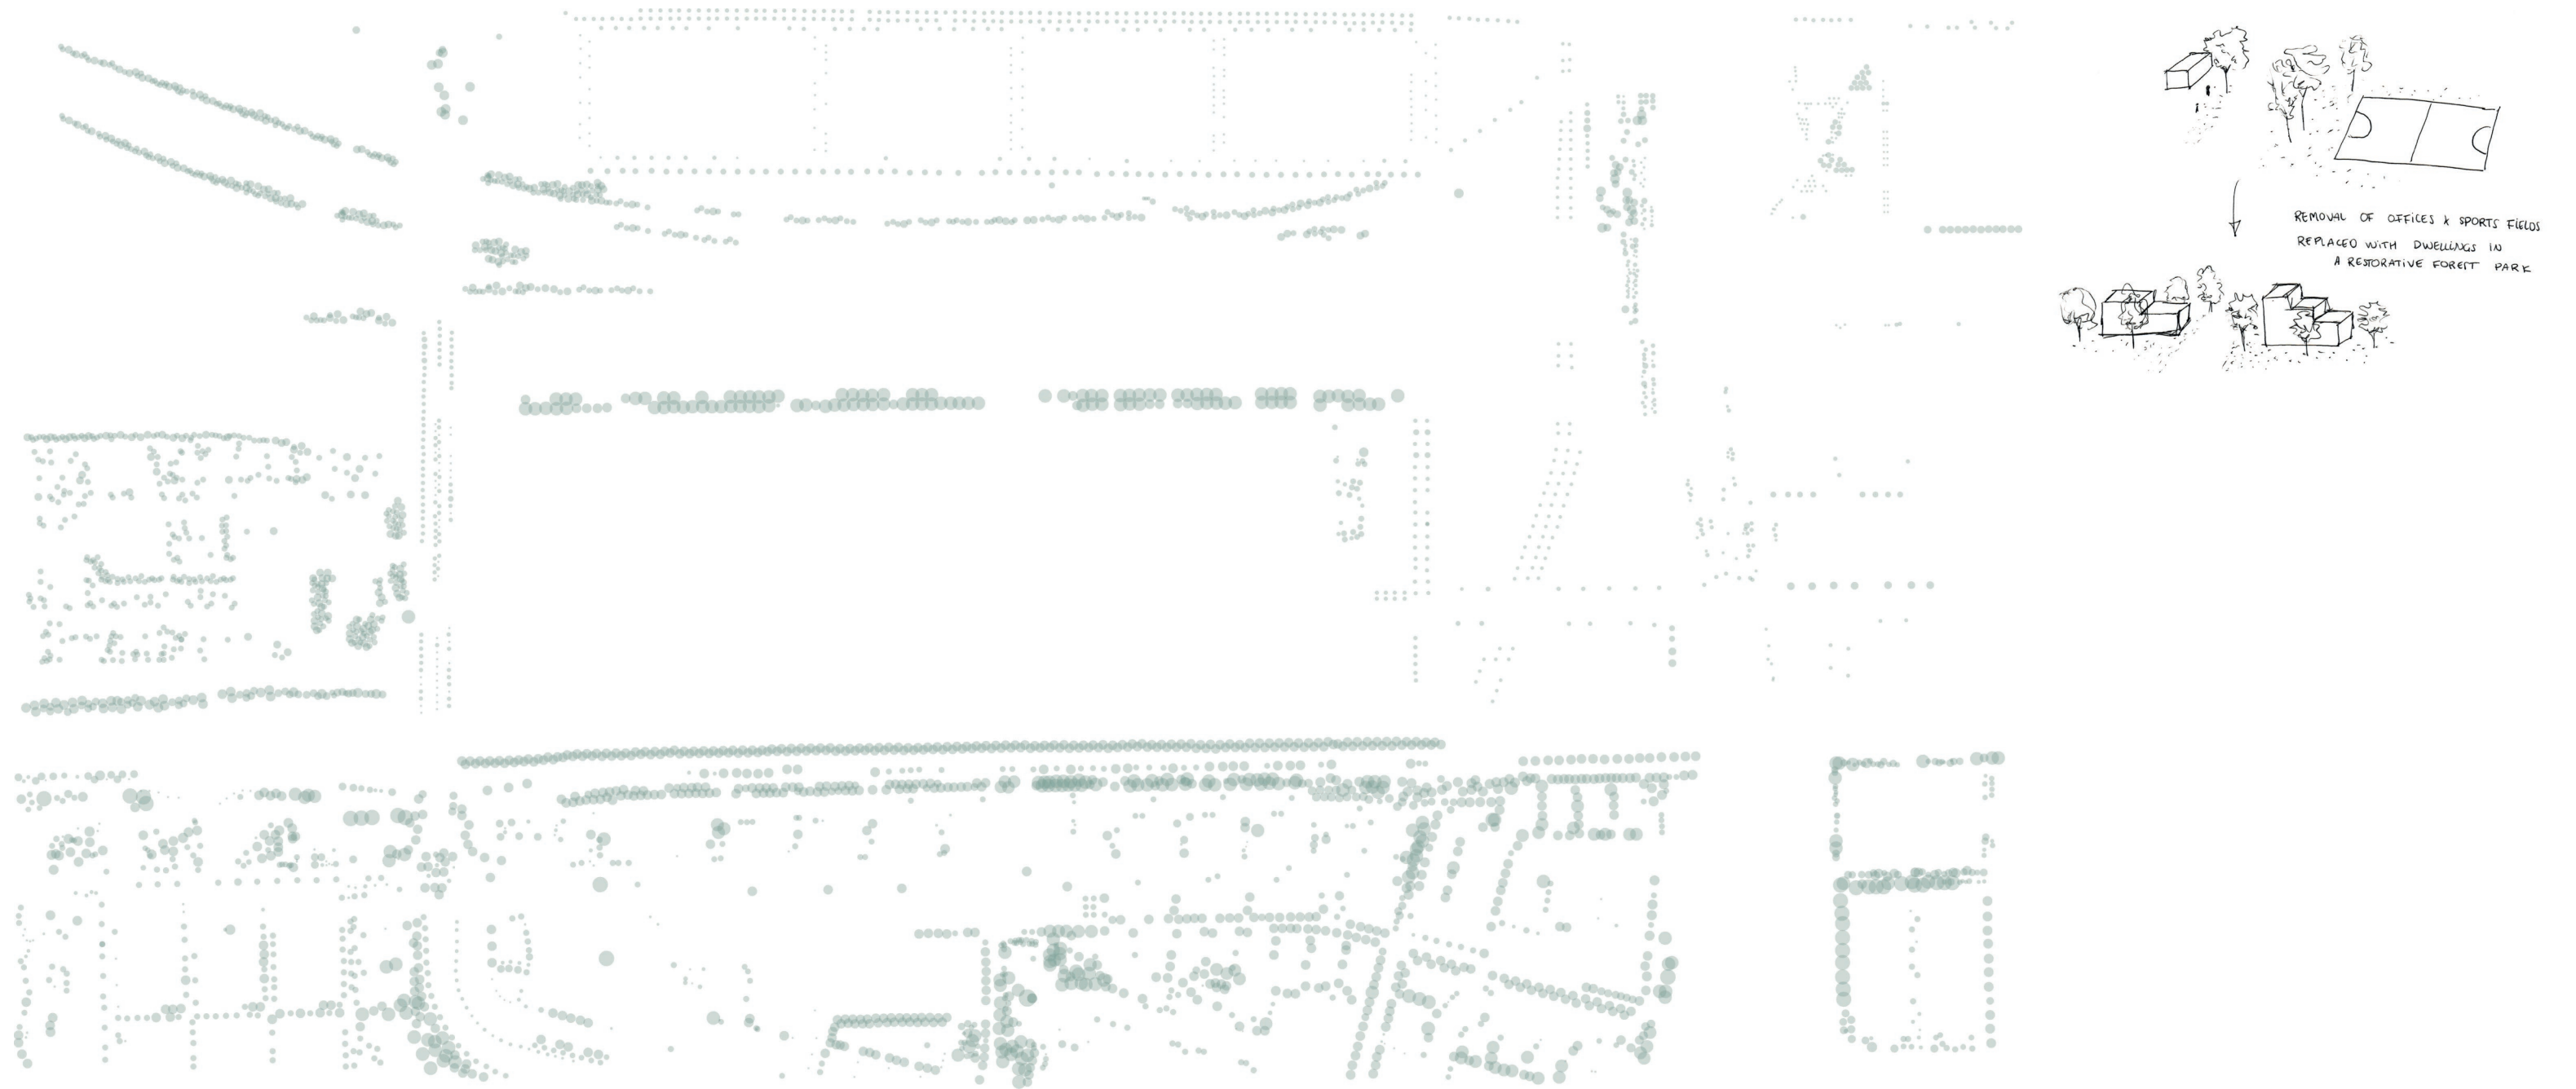 REMOVAL OF OFFICES & SPORTS FIELDS
REPLACED WITH DWELLINGS IN
A RESTORATIVE FOREST PARK